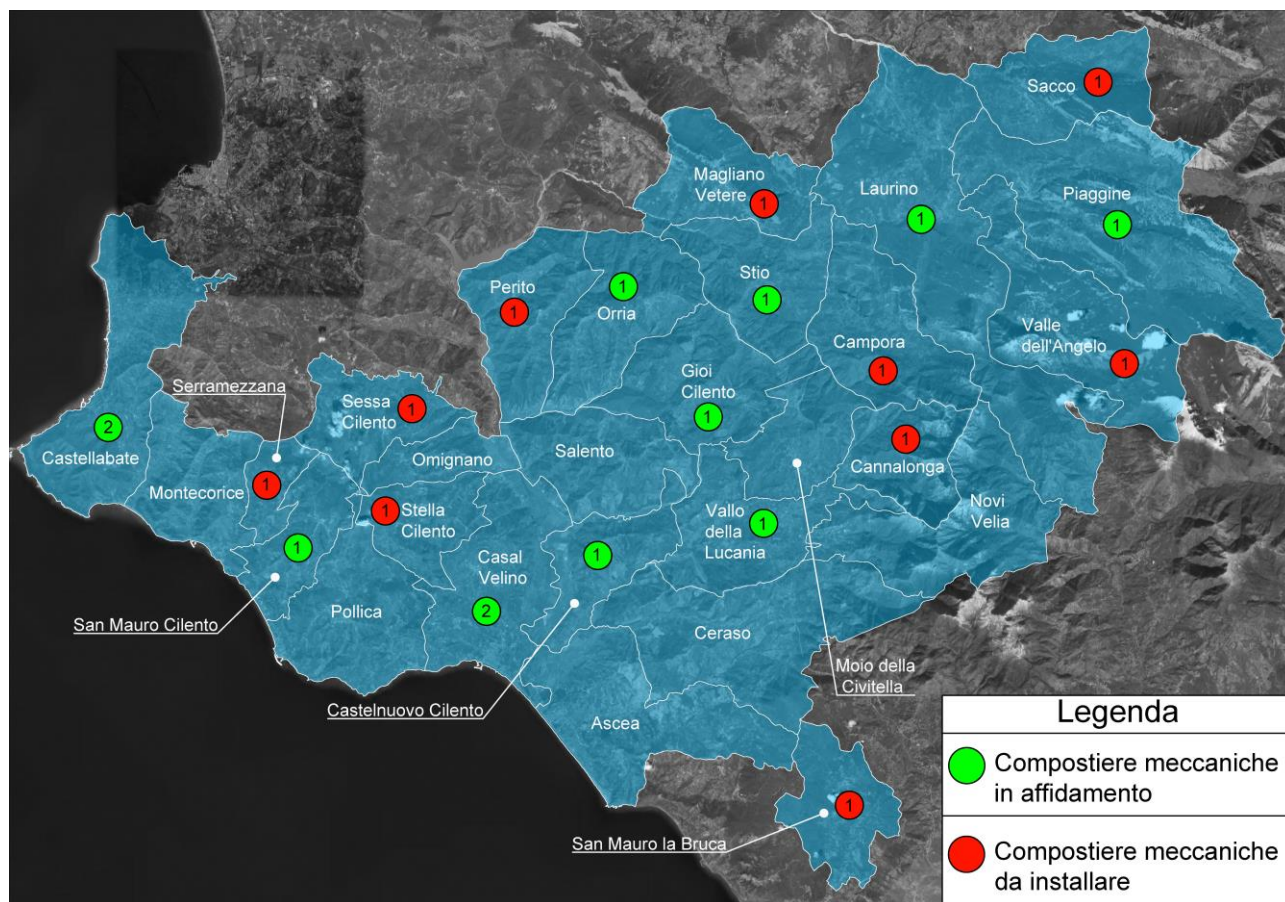 Sacco
1
Magliano
Vetere
1
Laurino
1
Piaggine
1
Perito
1
1
Orria
Stio
1
Campora
1
Valle
dell'Angelo
1
Serramezzana
Sessa
Cilento
1
Gioi
Cilento
1
2
Castellabate
Omignano
Salento
1
Cannalonga
Montecorice
1
1
Stella
Cilento
Novi
Velia
Vallo
della
Lucania
1
1
Casal
Velino
2
1
San Mauro Cilento
Pollica
Ceraso
Moio della
Civitella
Castelnuovo Cilento
Ascea
San Mauro la Bruca
1
Legenda
Compostiere meccaniche
in affidamento
Compostiere meccaniche
da installare